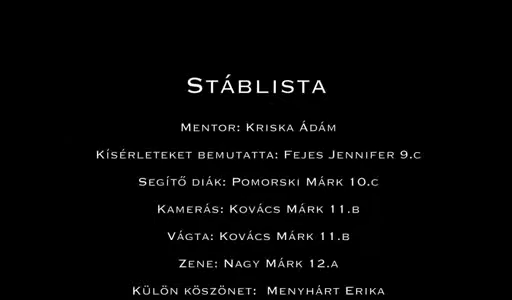 Stáblista
Mentor: Kriska Ádám
Kísérleteket bemutatta: Fejes Jennifer 9.c
Segítő diák: Pomorski Márk 10.c
Kamerás: Kovács Márk 11.b
Vágta: Kovács Márk 11.b
Zene: Nagy Márk 12.a
Külön köszönet: Menyhárt Erika